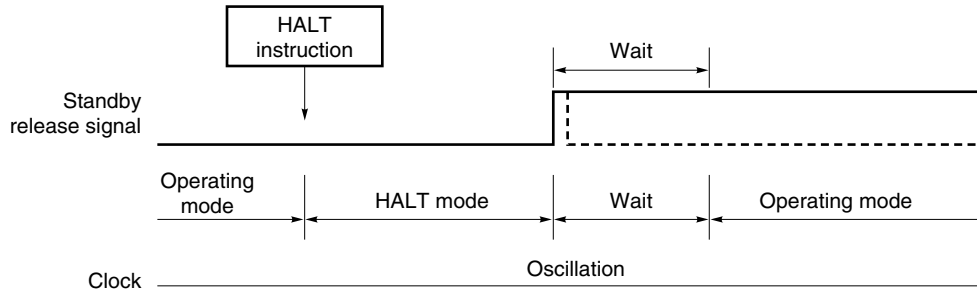 HALT
instruction
Wait
Standby
release signal
Operating
mode
HALT mode
Wait
Operating mode
Oscillation
Clock